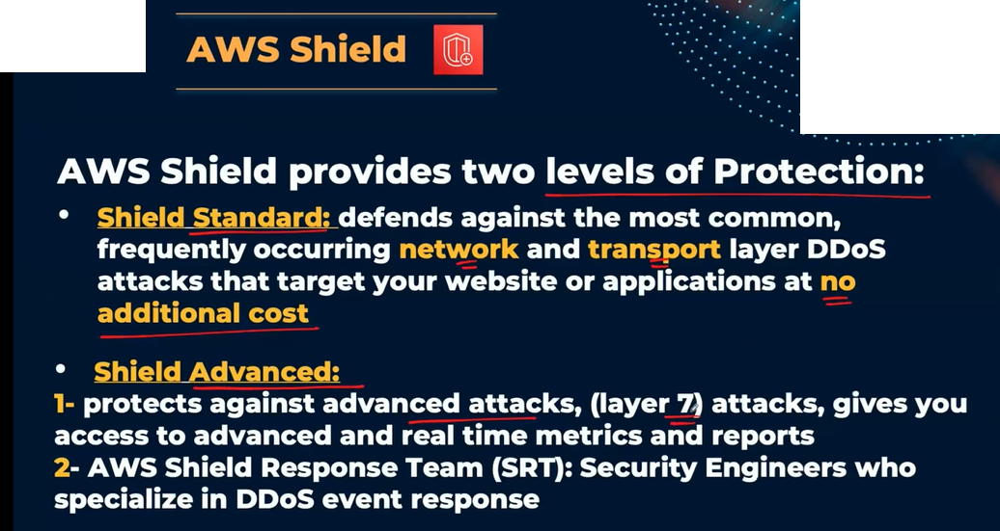 AWS Shield
AWS Shield provides two levels of Protection:
• Shield Standard: defends against the most common,
frequently occurring network and transport layer DDoS
attacks that target your website or applications at no
additional cost
• Shield Advanced:
1- protects against advanced attacks, (layer 7) attacks, gives you
access to advanced and real time metrics and reports
2- AWS Shield Response Team (SRT): Security Engineers who
specialize in DDoS event response